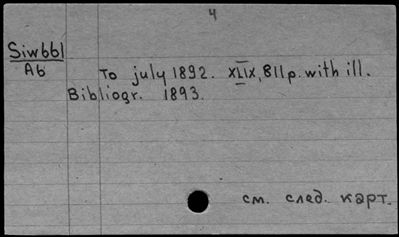 4
Siw661
Ab
To july 1892. XLIX, 811p. with ill.
Bibliogr. 1893.
см. след. карт.